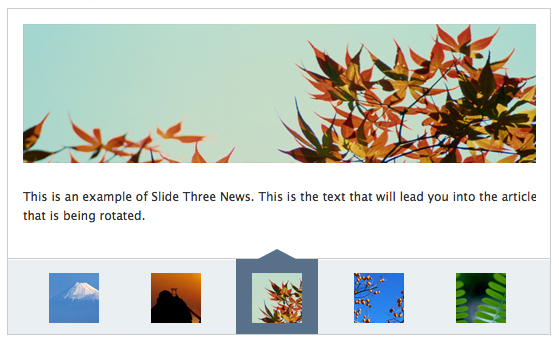 This is an example of Slide Three News. This is the text that will lead you into the article
that is being rotated.